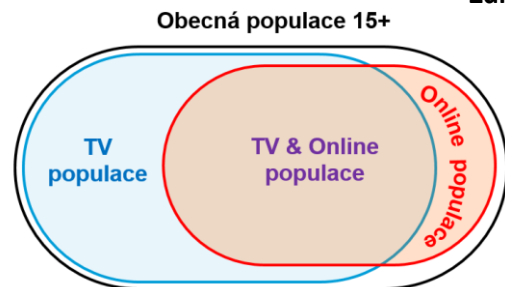 Obecná populace 15+
TV
populace
TV & Online
populace
Online populace